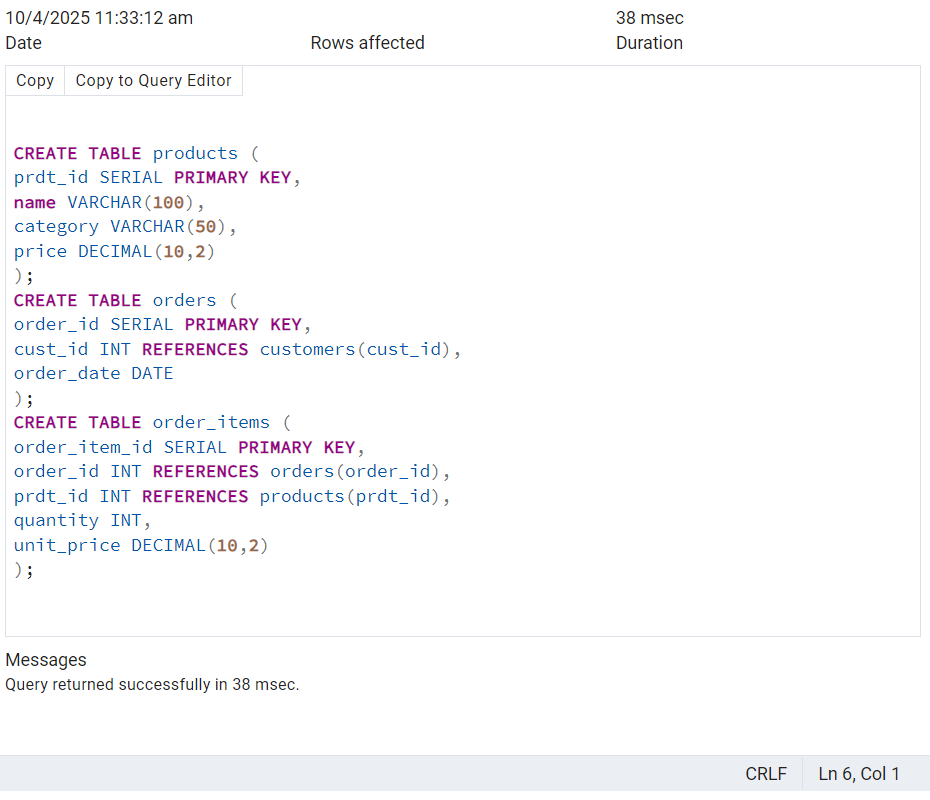 10/4/2025 11:33:12 am
38 msec
Date
Rows affected
Duration
Copy
Copy to Query Editor
CREATE TABLE products (
prdt_id SERIAL PRIMARY KEY,
name VARCHAR(100),
category VARCHAR(50),
price DECIMAL(10,2)
);
CREATE TABLE orders (
order_id SERIAL PRIMARY KEY,
cust_id INT REFERENCES customers(cust_id),
order_date DATE
);
CREATE TABLE order_items (
order_item_id SERIAL PRIMARY KEY,
order_id INT REFERENCES orders(order_id),
prdt_id INT REFERENCES products(prdt_id),
quantity INT,
unit_price DECIMAL(10,2)
);
Messages
Query returned successfully in 38 msec.
CRLF
Ln 6, Col 1